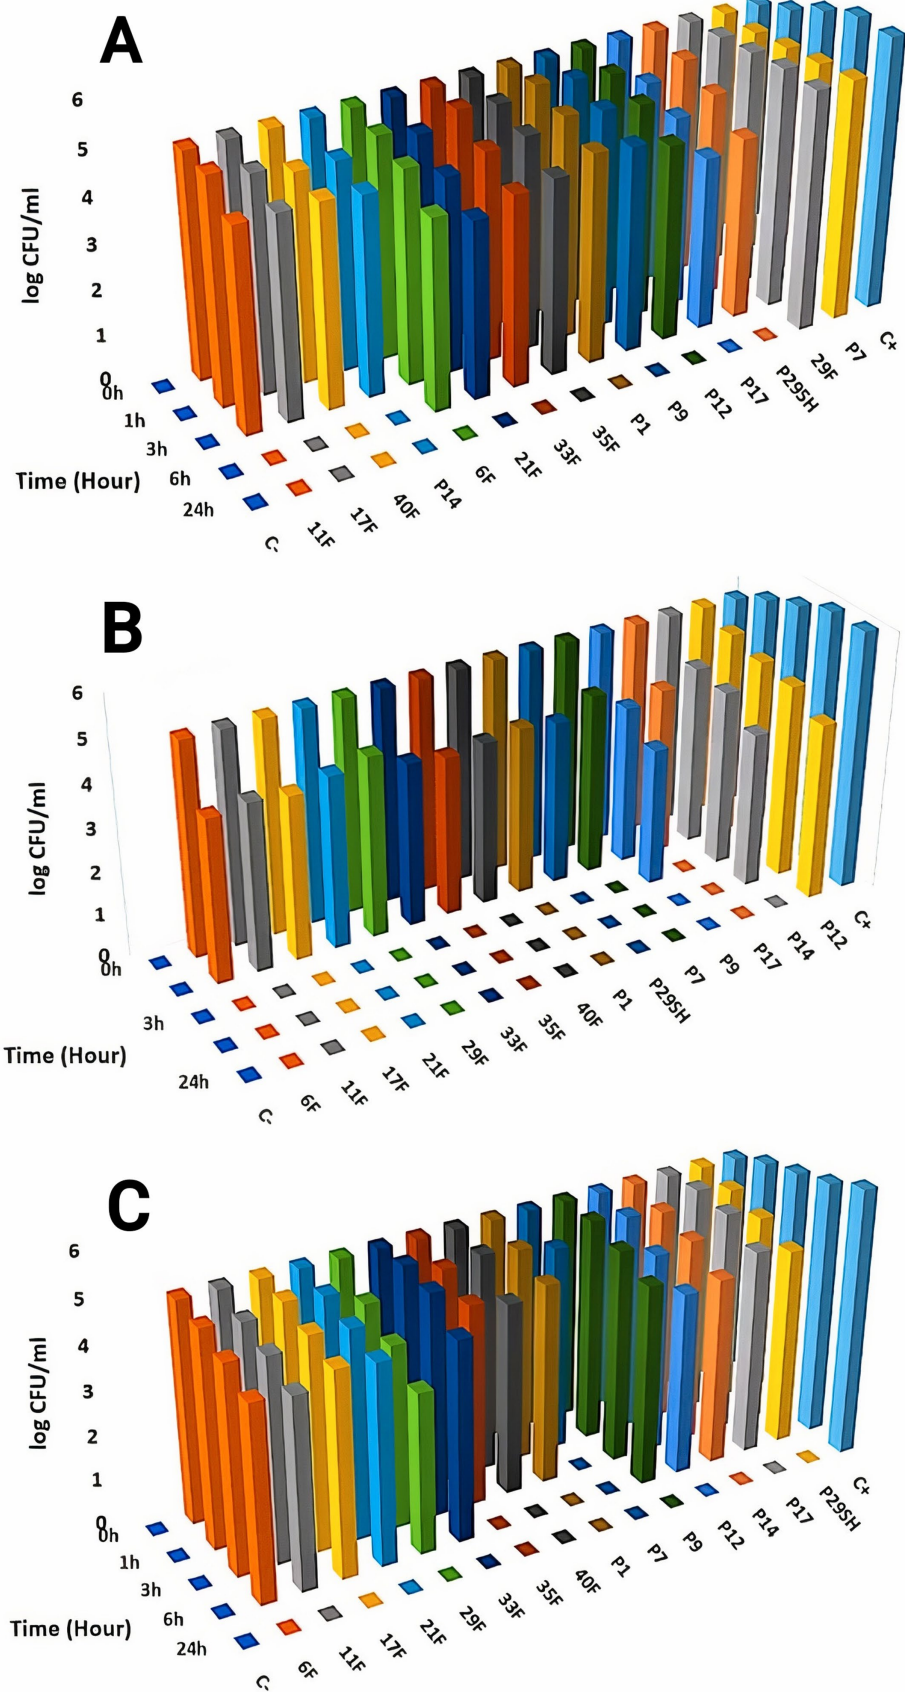 A
6
5
4
3
2
1
0
log CFU/ml
0h
1h
3h
6h
24h
Time (Hour)
C-
11F
17F
40F
P14
6F
21F
33F
35F
P1
P9
P12
P17
P29SH
29F
P7
C+
B
6
5
4
3
2
1
0
log CFU/ml
0h
3h
24h
Time (Hour)
C-
6F
11F
17F
21F
29F
33F
35F
40F
P1
P29SH
P7
P9
P17
P14
P12
C+
C
6
5
4
3
2
1
0
log CFU/ml
0h
1h
3h
6h
24h
Time (Hour)
C-
6F
11F
17F
21F
29F
33F
35F
40F
P1
P7
P9
P12
P14
P17
P29SH
C+